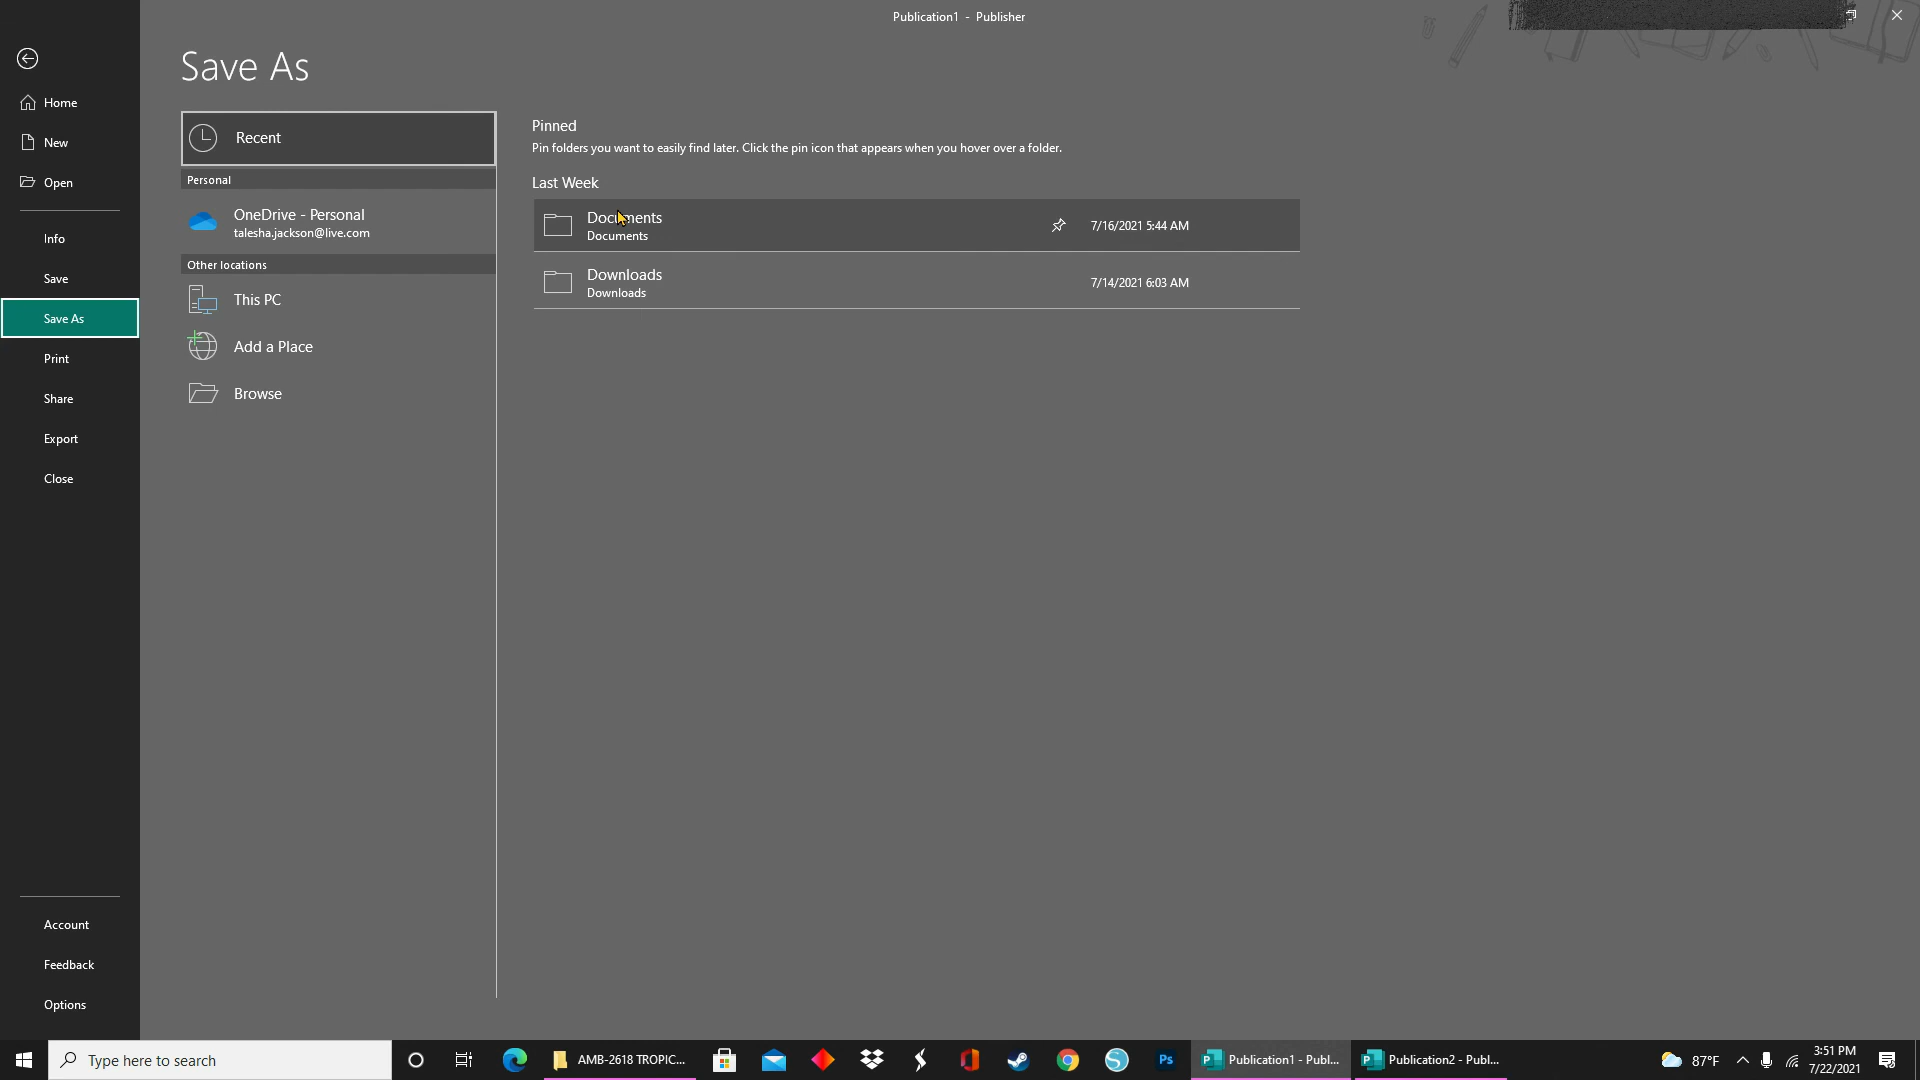 Publication1 - Publisher
Save As
Home
New
Open
Info
Save
Save As
Print
Share
Export
Close
Account
Feedback
Options
Recent
Personal
OneDrive - Personal
talesha.jackson@live.com
Other locations
This PC
Add a Place
Browse
Pinned
Pin folders you want to easily find later. Click the pin icon that appears when you hover over a folder.
Last Week
Documents
Documents
7/16/2021 5:44 AM
Downloads
Downloads
7/14/2021 6:03 AM
Type here to search
AMB-2618 TROPIC...
Ps
Publication1 - Publ...
Publication2 - Publ...
87°F
3:51 PM
7/22/2021